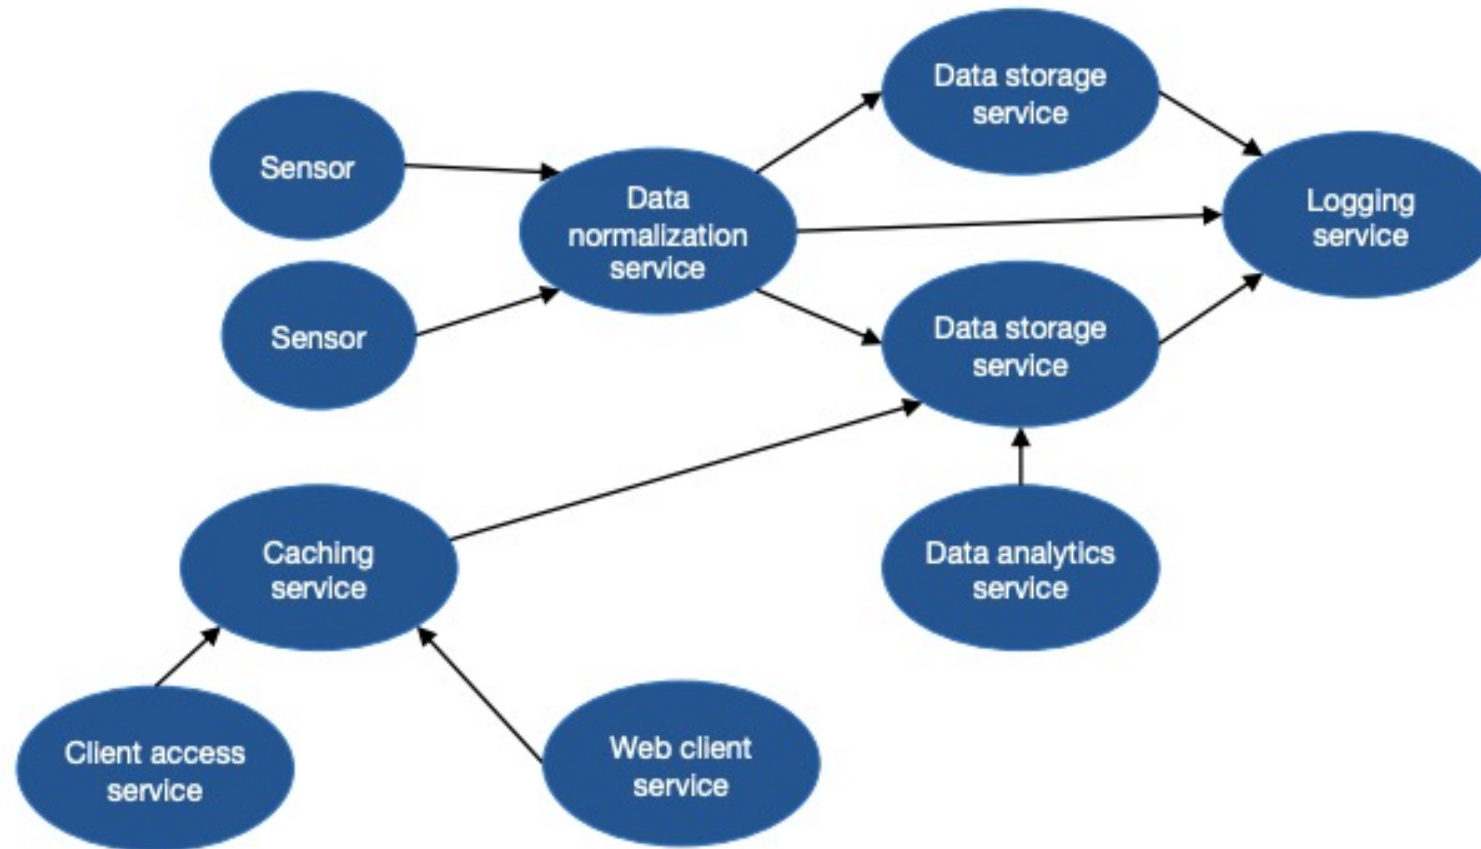 Data storage
service
Sensor
Data
normalization
service
Logging
service
Sensor
Data storage
service
Caching
service
Data analytics
service
Client access
service
Web client
service